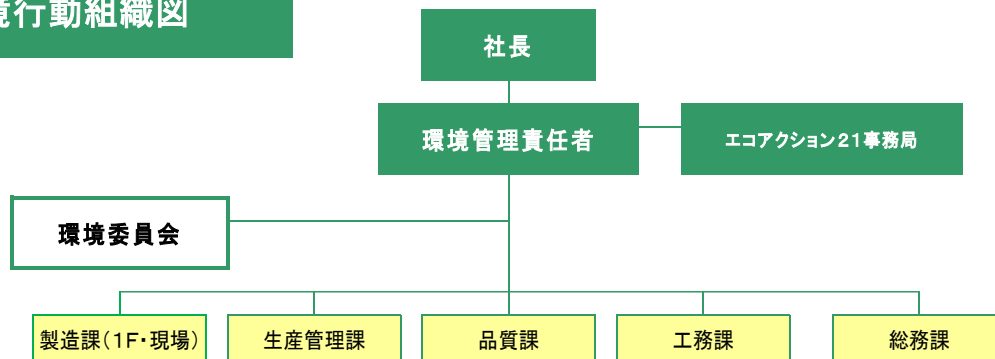 境行動組織図
社長
環境管理責任者
エコアクション21事務局
環境委員会
製造課(1F・現場)
生産管理課
品質課
工務課
総務課